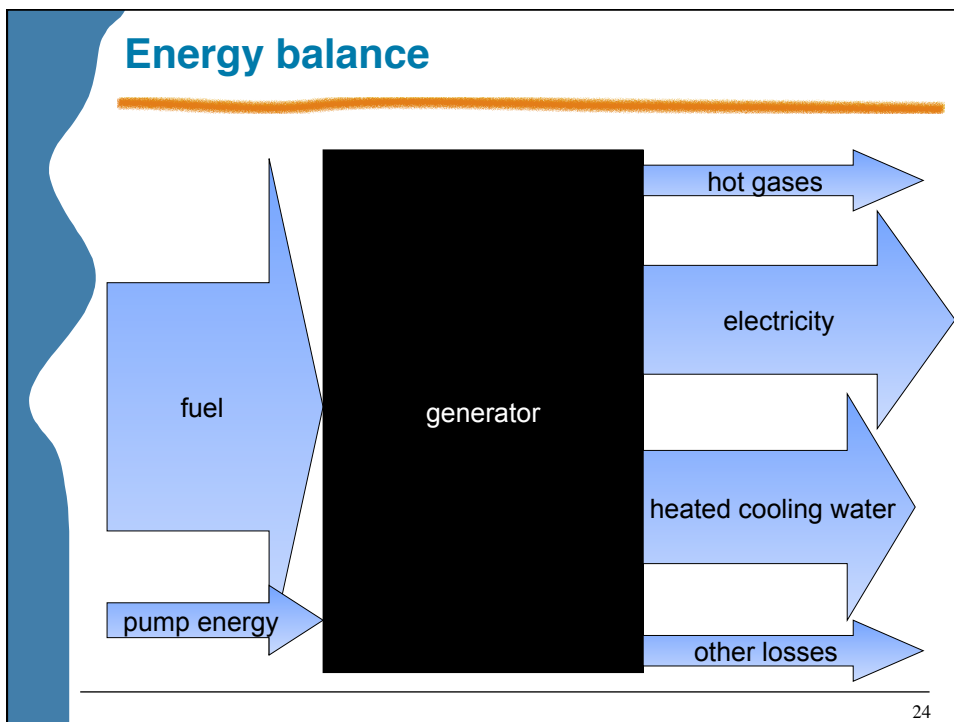 Energy balance
hot gases
electricity
fuel
generator
heated cooling water
pump energy
other losses
24